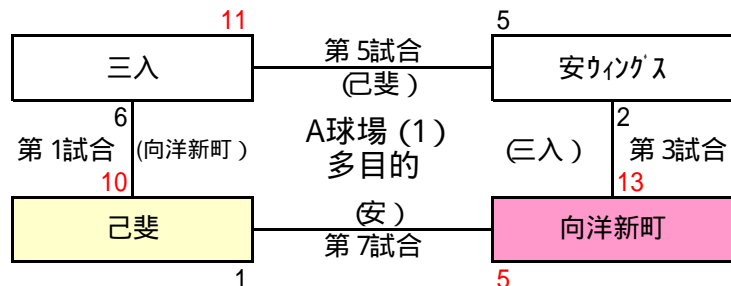 11
5
三入
第5試合
(己斐)
安ウィングス
6
第1試合
(向洋新町)
A球場(1)
多目的
(三入)
2
第3試合
10
13
己斐
(安)
第7試合
向洋新町
1
5